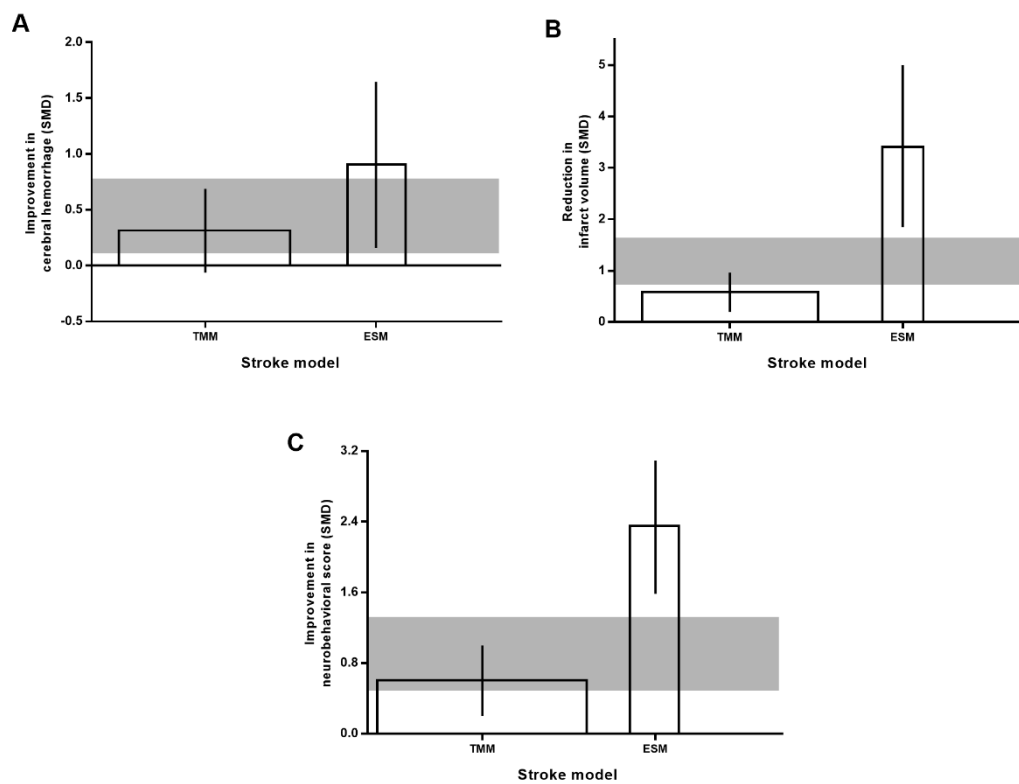 A
Improvement in
cerebral hemorrhage (SMD)
2.0
1.5
1.0
0.5
0.0
-0.5
TMM
ESM
Stroke model
B
Reduction in
infarct volume (SMD)
5
4
3
2
1
0
TMM
ESM
Stroke model
C
Improvement in
neurobehavioral score (SMD)
3.2
2.4
1.6
0.8
0.0
TMM
ESM
Stroke model